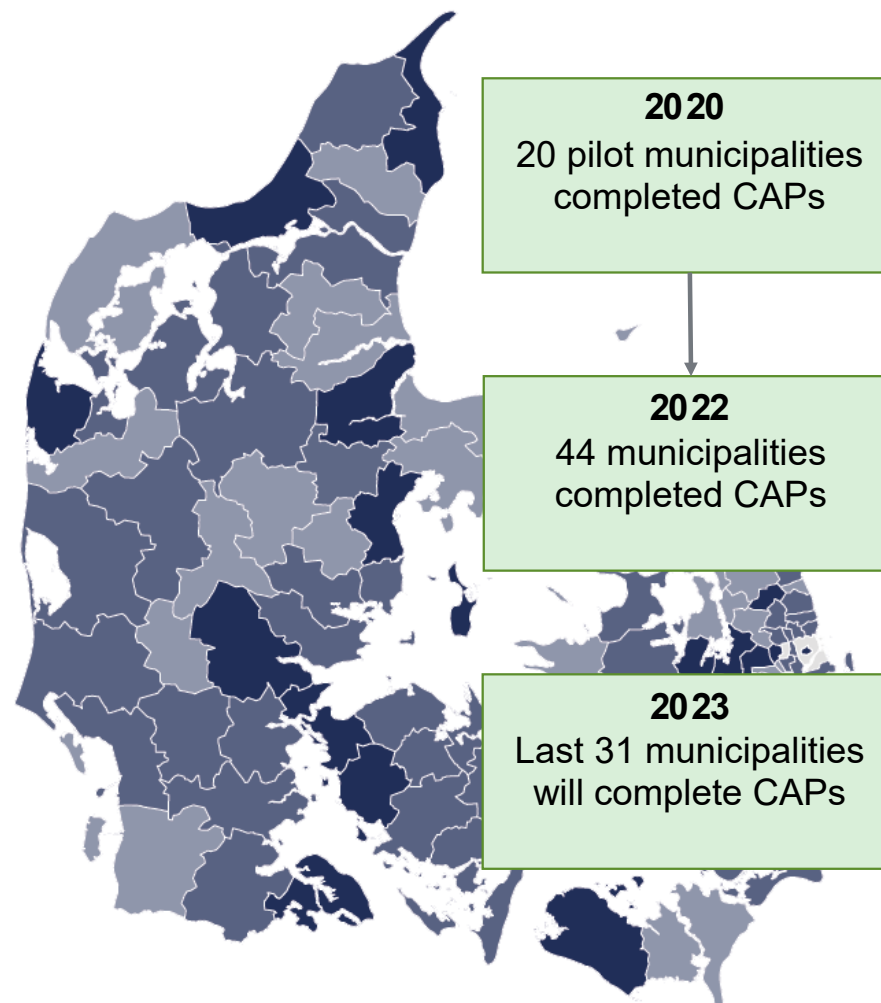 2020
20 pilot municipalities
completed CAPs
2022
44 municipalities
completed CAPs
2023
Last 31 municipalities
will complete CAPs